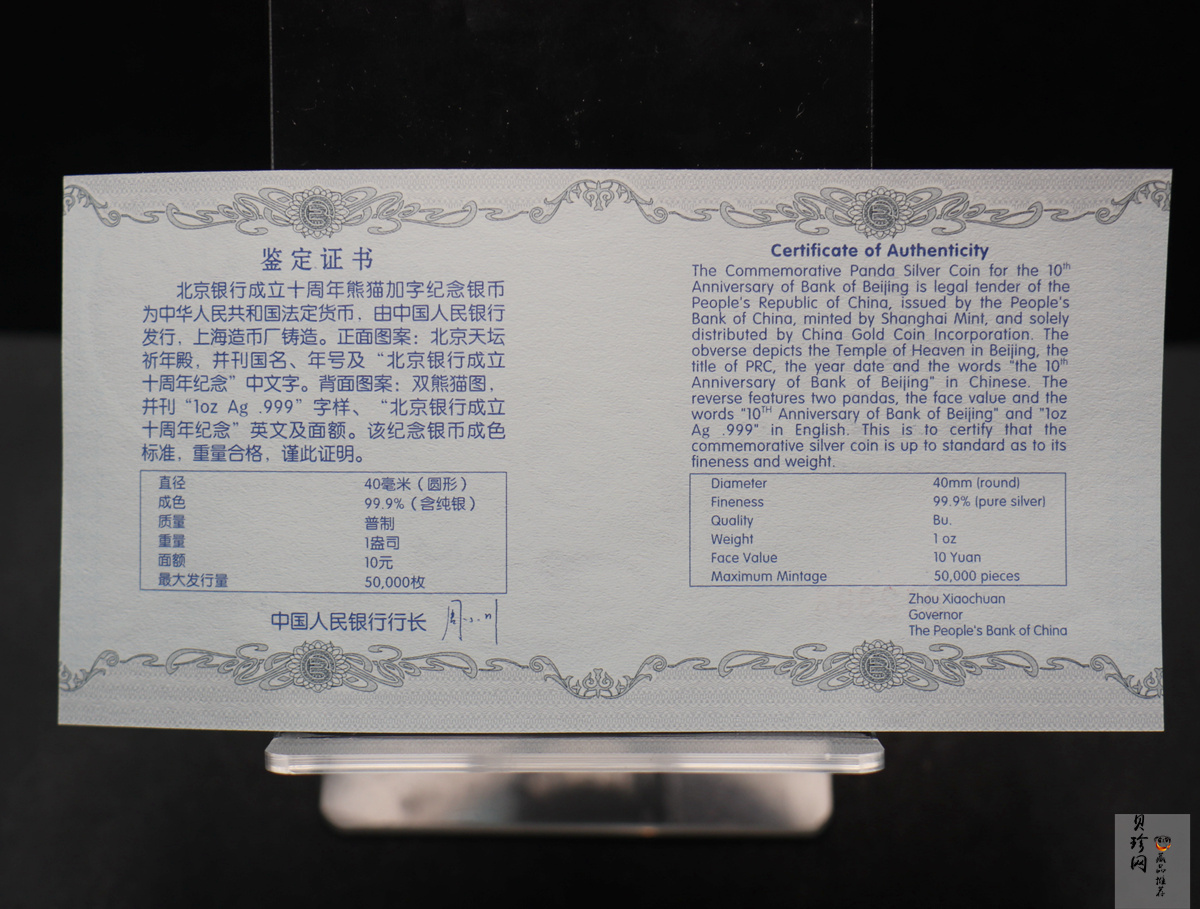 鉴定证书
北京银行成立十周年熊猫加字纪念银币
为中华人民共和国法定货币，由中国人民银行
发行，上海造币厂铸造。正面图案：北京天坛
祈年殿，并刊国名、年号及“北京银行成立
十周年纪念”中文字。背面图案：双熊猫图，
并刊“1oz Ag .999”字样、“北京银行成立
十周年纪念”英文及面额。该纪念银币成色
标准，重量合格，谨此证明。
直径 40毫米（圆形）
成色 99.9%（含纯银）
质量 普制
重量 1盎司
面额 10元
最大发行量 50,000枚
中国人民银行行长
Certificate of Authenticity
The Commemorative Panda Silver Coin for the 10th
Anniversary of Bank of Beijing is legal tender of the
People's Republic of China, issued by the People's
Bank of China, minted by Shanghai Mint, and solely
distributed by China Gold Coin Incorporation. The
obverse depicts the Temple of Heaven in Beijing, the
title of PRC, the year date and the words "the 10th
Anniversary of Bank of Beijing" in Chinese. The
reverse features two pandas, the face value and the
words "10TH Anniversary of Bank of Beijing" and "1oz
Ag .999" in English. This is to certify that the
commemorative silver coin is up to standard as to its
fineness and weight.
Diameter 40mm (round)
Fineness 99.9% (pure silver)
Quality Bu.
Weight 1 oz
Face Value 10 Yuan
Maximum Mintage 50,000 pieces
Zhou Xiaochuan
Governor
The People's Bank of China
贝珍网
藏品推荐